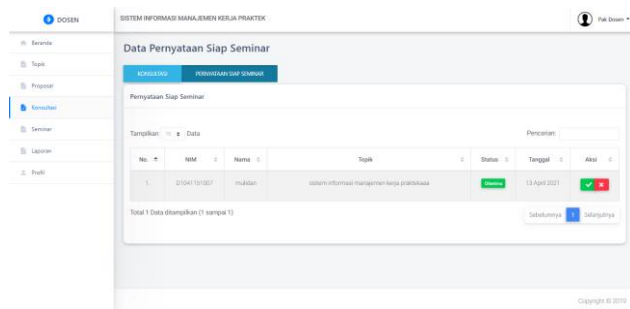 DOSEN
SISTEM INFORMASI MANAJEMEN KERJA PRAKTEK
Pak Dosen
Beranda
Topik
Proposal
Konsultasi
Seminar
Laporan
Profil
Data Pernyataan Siap Seminar
KONSULTASI PERNYATAAN SIAP SEMINAR
Pernyataan Siap Seminar
Tampilkan 10 Data
Pencarian:
No. NIM Nama Topik Status Tanggal Aksi
1. D1041151007 mulidan sistem informasi manajemen kerja praktekaaa Diterima 13 April 2021
Total 1 Data ditampilkan (1 sampai 1)
Sebelumnya 1 Selanjutnya
Copyright © 2019